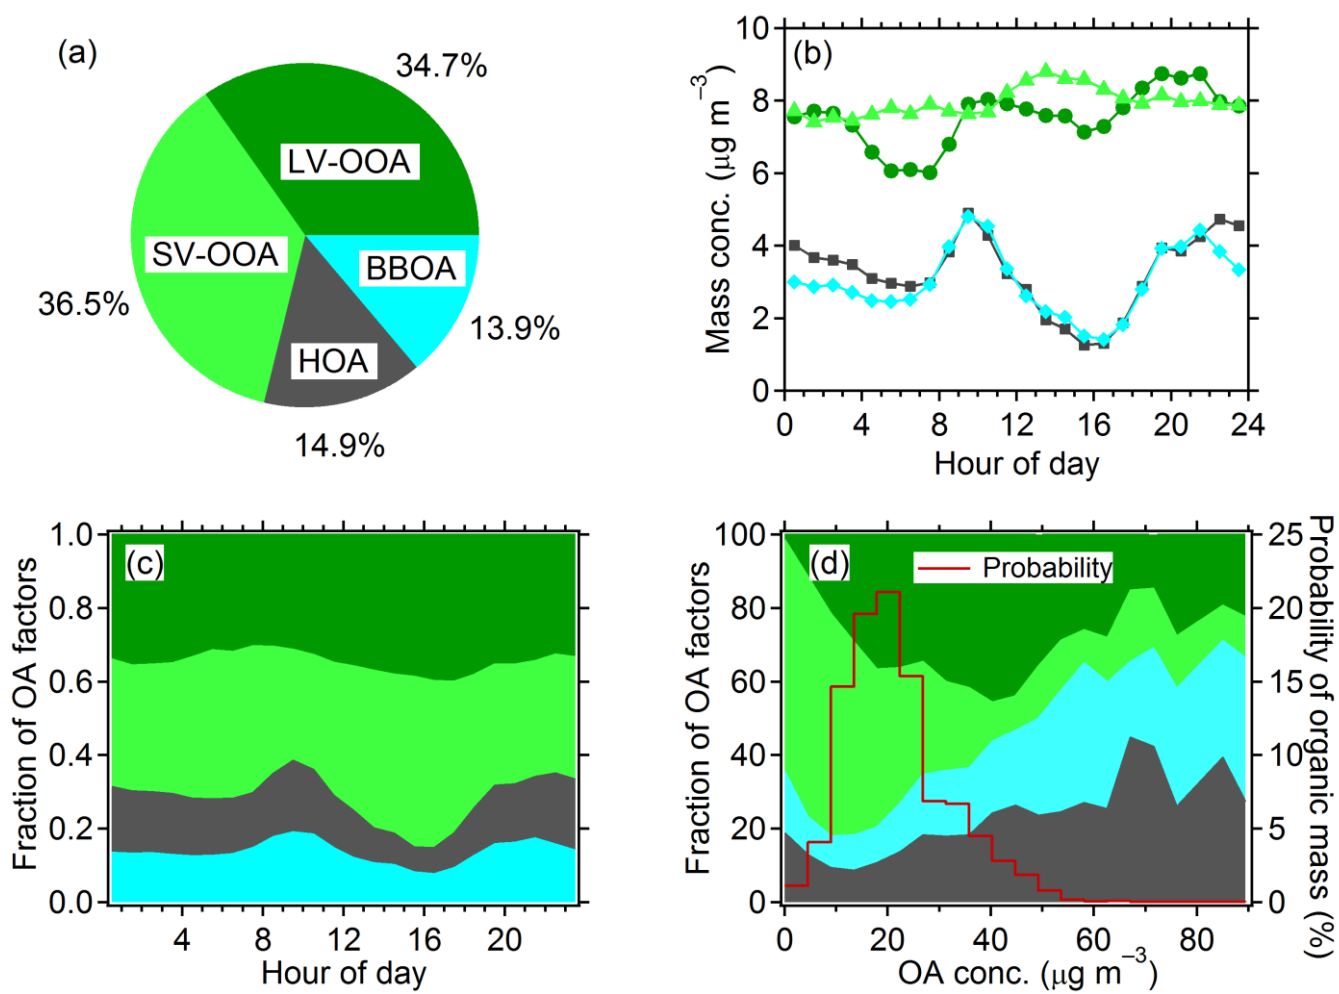 (a)
34.7%
LV-OOA
SV-OOA
BBOA
36.5%
13.9%
HOA
14.9%
(b)
Mass conc. (μg m⁻³)
10
8
6
4
2
0
0 4 8 12 16 20 24
Hour of day
(c)
Fraction of OA factors
1.0
0.8
0.6
0.4
0.2
0.0
4 8 12 16 20
Hour of day
(d)
Probability
Fraction of OA factors
100
80
60
40
20
0
25
20
15
10
5
0
Probability of organic mass (%)
0 20 40 60 80
OA conc. (μg m⁻³)